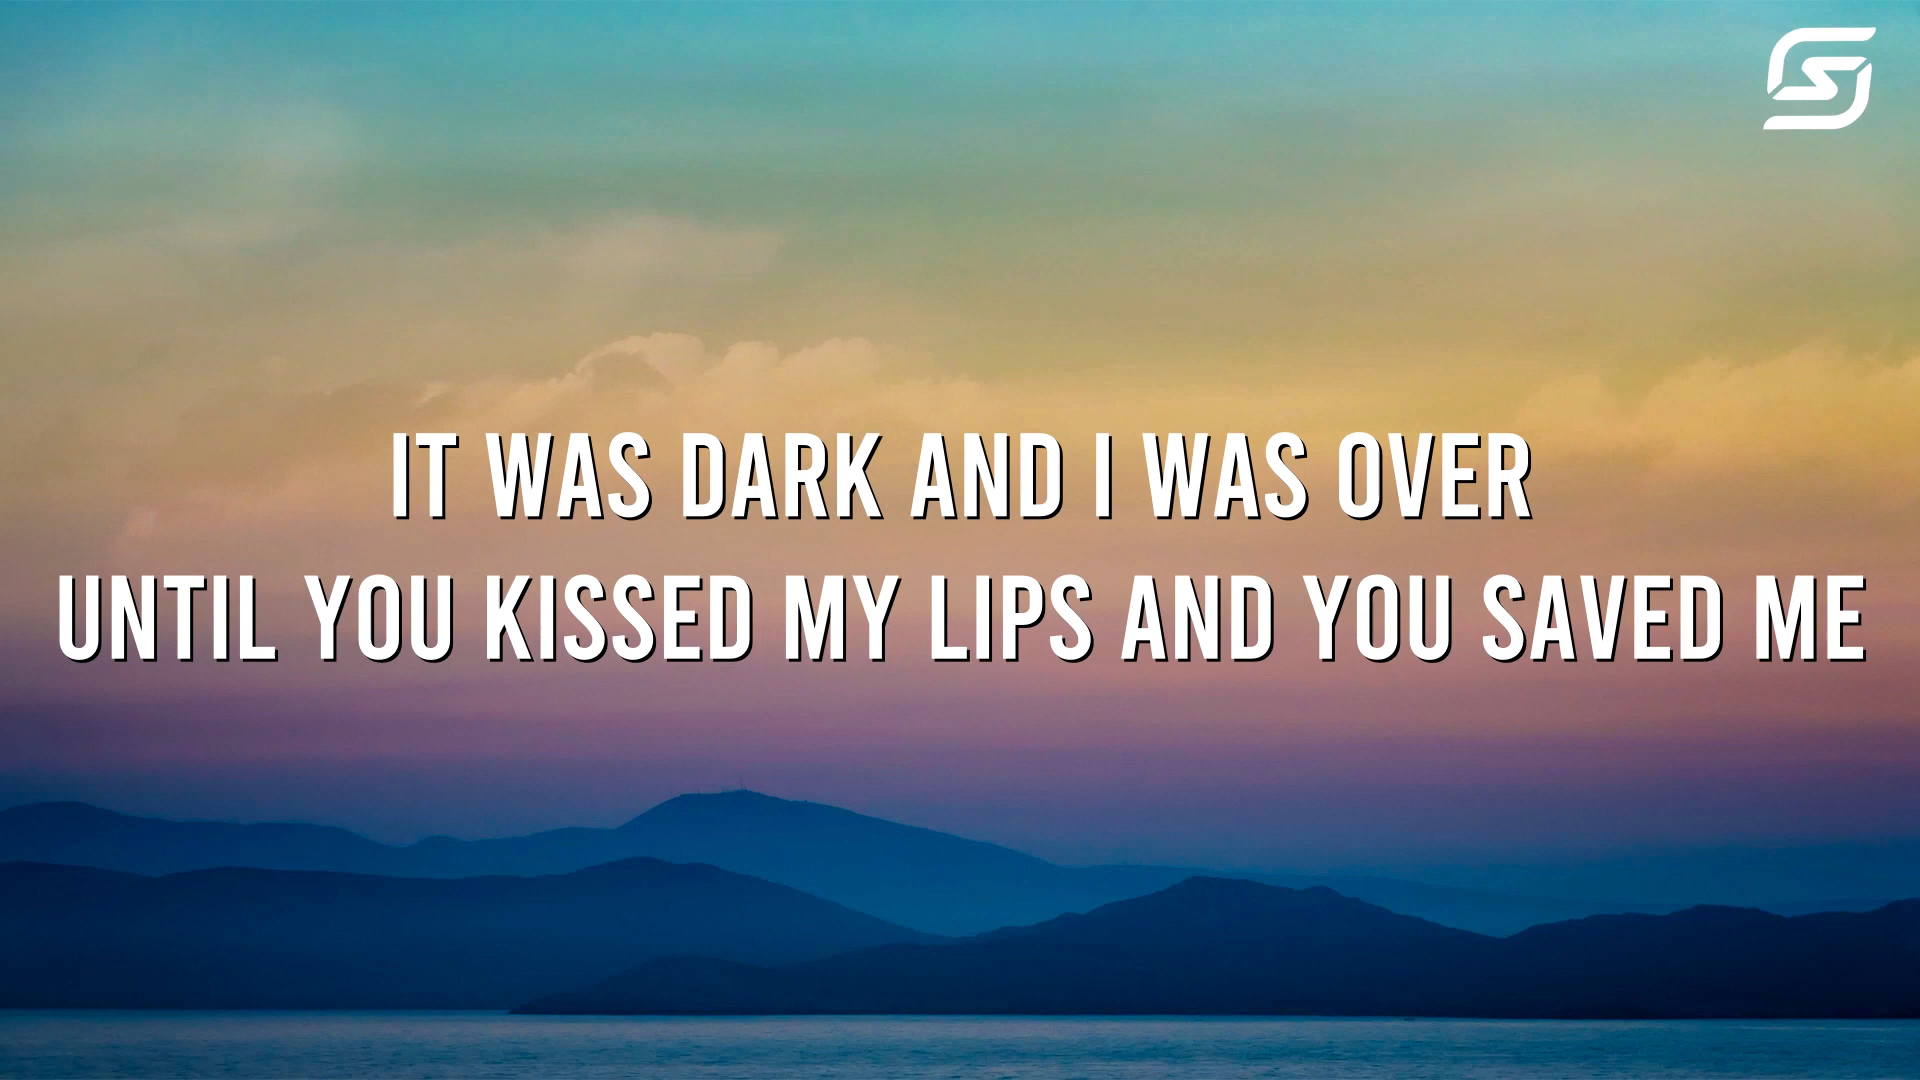 IT WAS DARK AND I WAS OVER
UNTIL YOU KISSED MY LIPS AND YOU SAVED ME